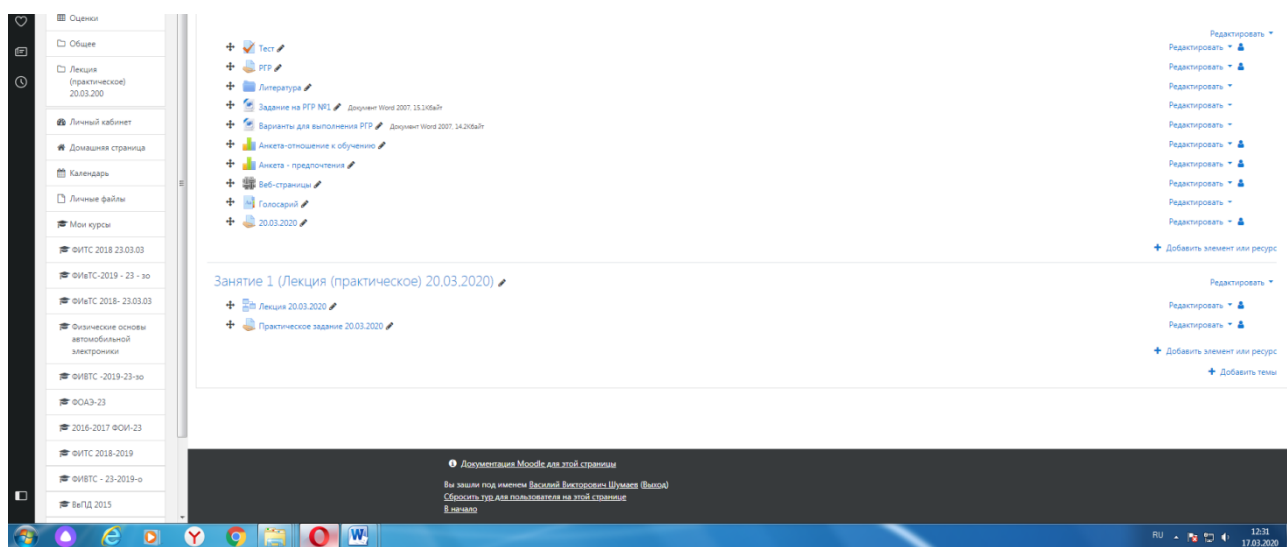 Оценки
Общее
Лекция
(практическое)
20.03.200
Личный кабинет
Домашняя страница
Календарь
Личные файлы
Мои курсы
ФИТС 2018 23.03.03
ФИвТС-2019 - 23 - зо
ФИвТС 2018- 23.03.03
Физические основы
автомобильной
электроники
ФИВТС -2019-23-зо
ФОАЭ-23
2016-2017 ФОИ-23
ФИТС 2018-2019
ФИВТС - 23-2019-о
ВвПД 2015
Редактировать
Тест Редактировать
РГР Редактировать
Литература Редактировать
Задание на РГР №1 Документ Word 2007, 15.1Кбайт Редактировать
Варианты для выполнения РГР Документ Word 2007, 14.2Кбайт Редактировать
Анкета-отношение к обучению Редактировать
Анкета - предпочтения Редактировать
Веб-страницы Редактировать
Голосарий Редактировать
20.03.2020 Редактировать
Добавить элемент или ресурс
Занятие 1 (Лекция (практическое) 20,03.2020) Редактировать
Лекция 20.03.2020 Редактировать
Практическое задание 20.03.2020 Редактировать
Добавить элемент или ресурс
Добавить темы
Документация Moodle для этой страницы
Вы зашли под именем Василий Викторович Шумаев (Выход)
Сбросить тур для пользователя на этой странице
В начало
RU 12:31
17.03.2020